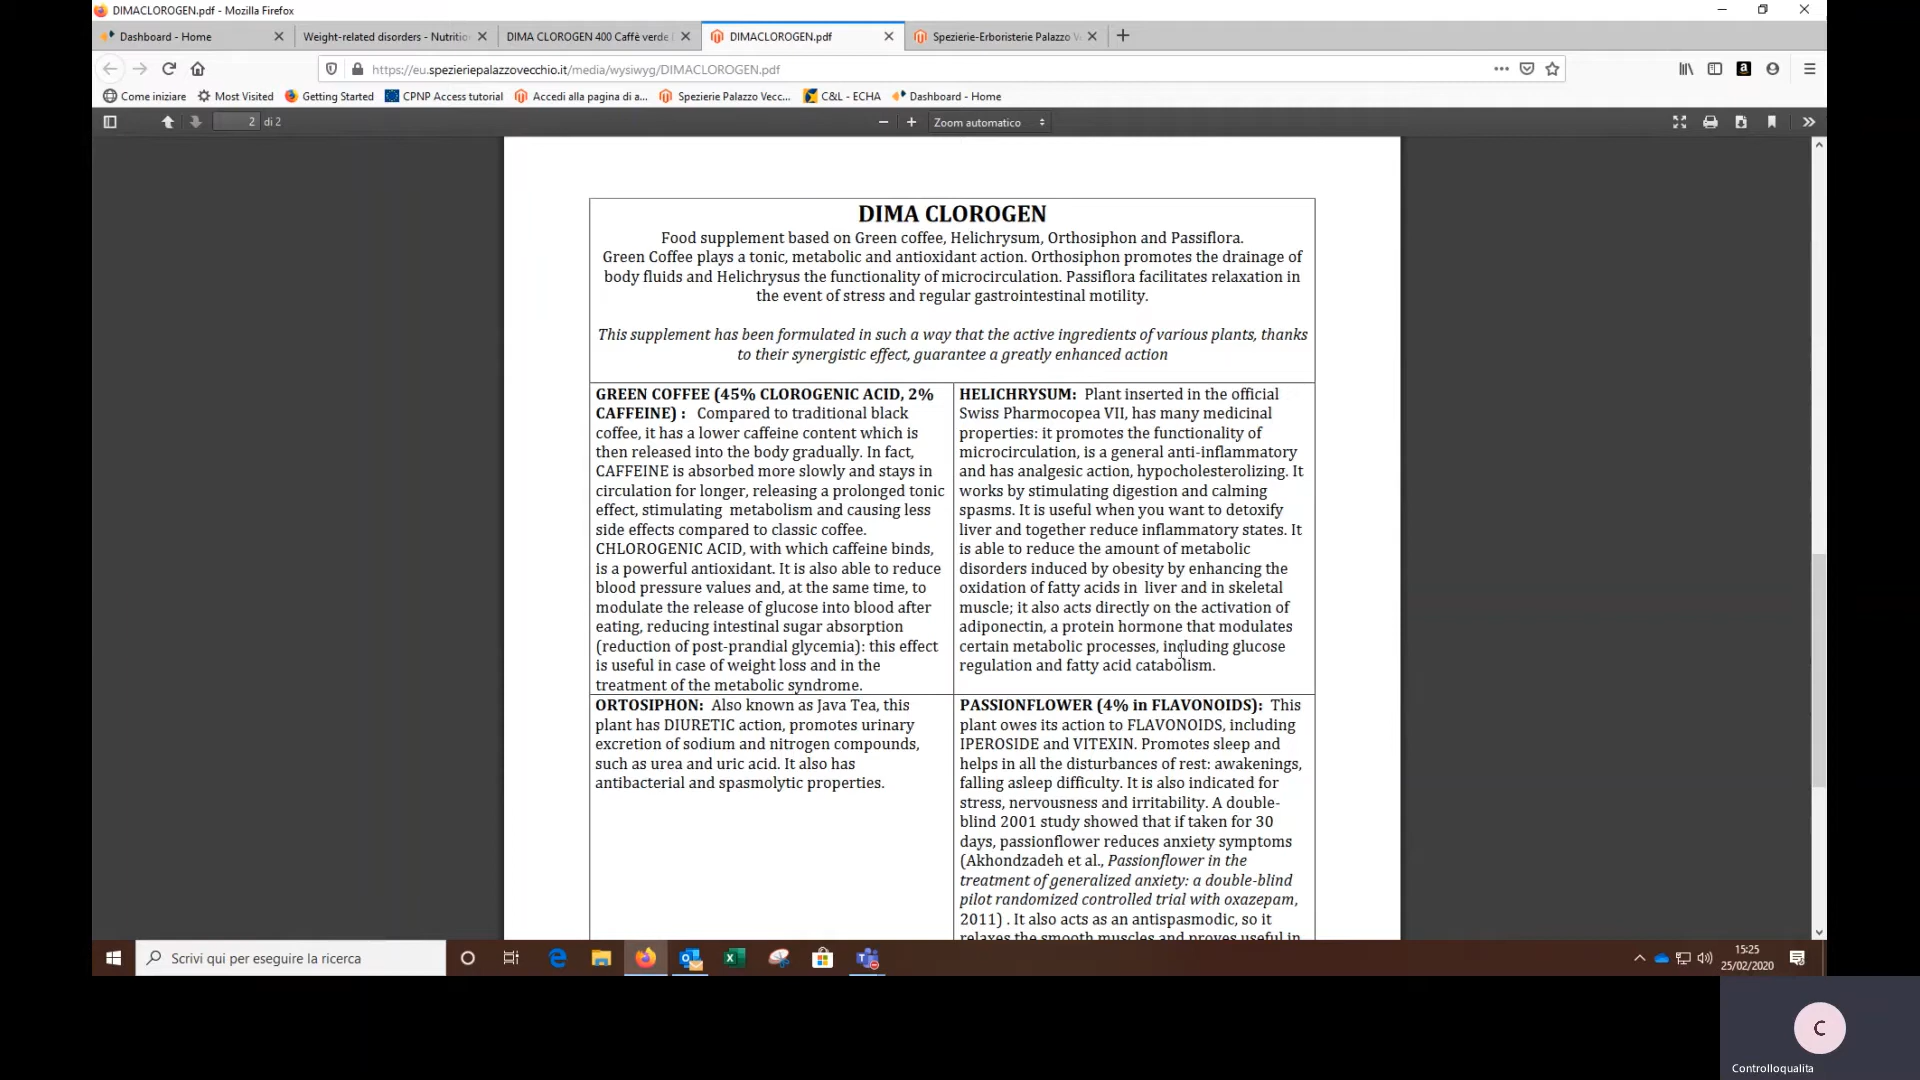 DIMACLOROGEN.pdf - Mozilla Firefox
Dashboard - Home
Weight-related disorders - Nutritio
DIMA CLOROGEN 400 Caffè verde
DIMACLOROGEN.pdf
Spezierie-Erboristerie Palazzo V
https://eu.spezieriepalazzovecchio.it/media/wysiwyg/DIMACLOROGEN.pdf
Come iniziare
Most Visited
Getting Started
CPNP Access tutorial
Accedi alla pagina di a...
Spezierie Palazzo Vecc...
C&L - ECHA
Dashboard - Home
2 di 2
Zoom automatico
DIMA CLOROGEN
Food supplement based on Green coffee, Helichrysum, Orthosiphon and Passiflora.
Green Coffee plays a tonic, metabolic and antioxidant action. Orthosiphon promotes the drainage of
body fluids and Helichrysus the functionality of microcirculation. Passiflora facilitates relaxation in
the event of stress and regular gastrointestinal motility.
This supplement has been formulated in such a way that the active ingredients of various plants, thanks
to their synergistic effect, guarantee a greatly enhanced action
GREEN COFFEE (45% CLOROGENIC ACID, 2%
CAFFEINE) : Compared to traditional black
coffee, it has a lower caffeine content which is
then released into the body gradually. In fact,
CAFFEINE is absorbed more slowly and stays in
circulation for longer, releasing a prolonged tonic
effect, stimulating metabolism and causing less
side effects compared to classic coffee.
CHLOROGENIC ACID, with which caffeine binds,
is a powerful antioxidant. It is also able to reduce
blood pressure values and, at the same time, to
modulate the release of glucose into blood after
eating, reducing intestinal sugar absorption
(reduction of post-prandial glycemia): this effect
is useful in case of weight loss and in the
treatment of the metabolic syndrome.
HELICHRYSUM: Plant inserted in the official
Swiss Pharmocopea VII, has many medicinal
properties: it promotes the functionality of
microcirculation, is a general anti-inflammatory
and has analgesic action, hypocholesterolizing. It
works by stimulating digestion and calming
spasms. It is useful when you want to detoxify
liver and together reduce inflammatory states. It
is able to reduce the amount of metabolic
disorders induced by obesity by enhancing the
oxidation of fatty acids in liver and in skeletal
muscle; it also acts directly on the activation of
adiponectin, a protein hormone that modulates
certain metabolic processes, including glucose
regulation and fatty acid catabolism.
ORTOSIPHON: Also known as Java Tea, this
plant has DIURETIC action, promotes urinary
excretion of sodium and nitrogen compounds,
such as urea and uric acid. It also has
antibacterial and spasmolytic properties.
PASSIONFLOWER (4% in FLAVONOIDS): This
plant owes its action to FLAVONOIDS, including
IPEROSIDE and VITEXIN. Promotes sleep and
helps in all the disturbances of rest: awakenings,
falling asleep difficulty. It is also indicated for
stress, nervousness and irritability. A double-
blind 2001 study showed that if taken for 30
days, passionflower reduces anxiety symptoms
(Akhondzadeh et al., Passionflower in the
treatment of generalized anxiety: a double-blind
pilot randomized controlled trial with oxazepam,
2011) . It also acts as an antispasmodic, so it
relaxes the smooth muscles and proves useful in
Scrivi qui per eseguire la ricerca
15:25
25/02/2020
C
Controlloqualita